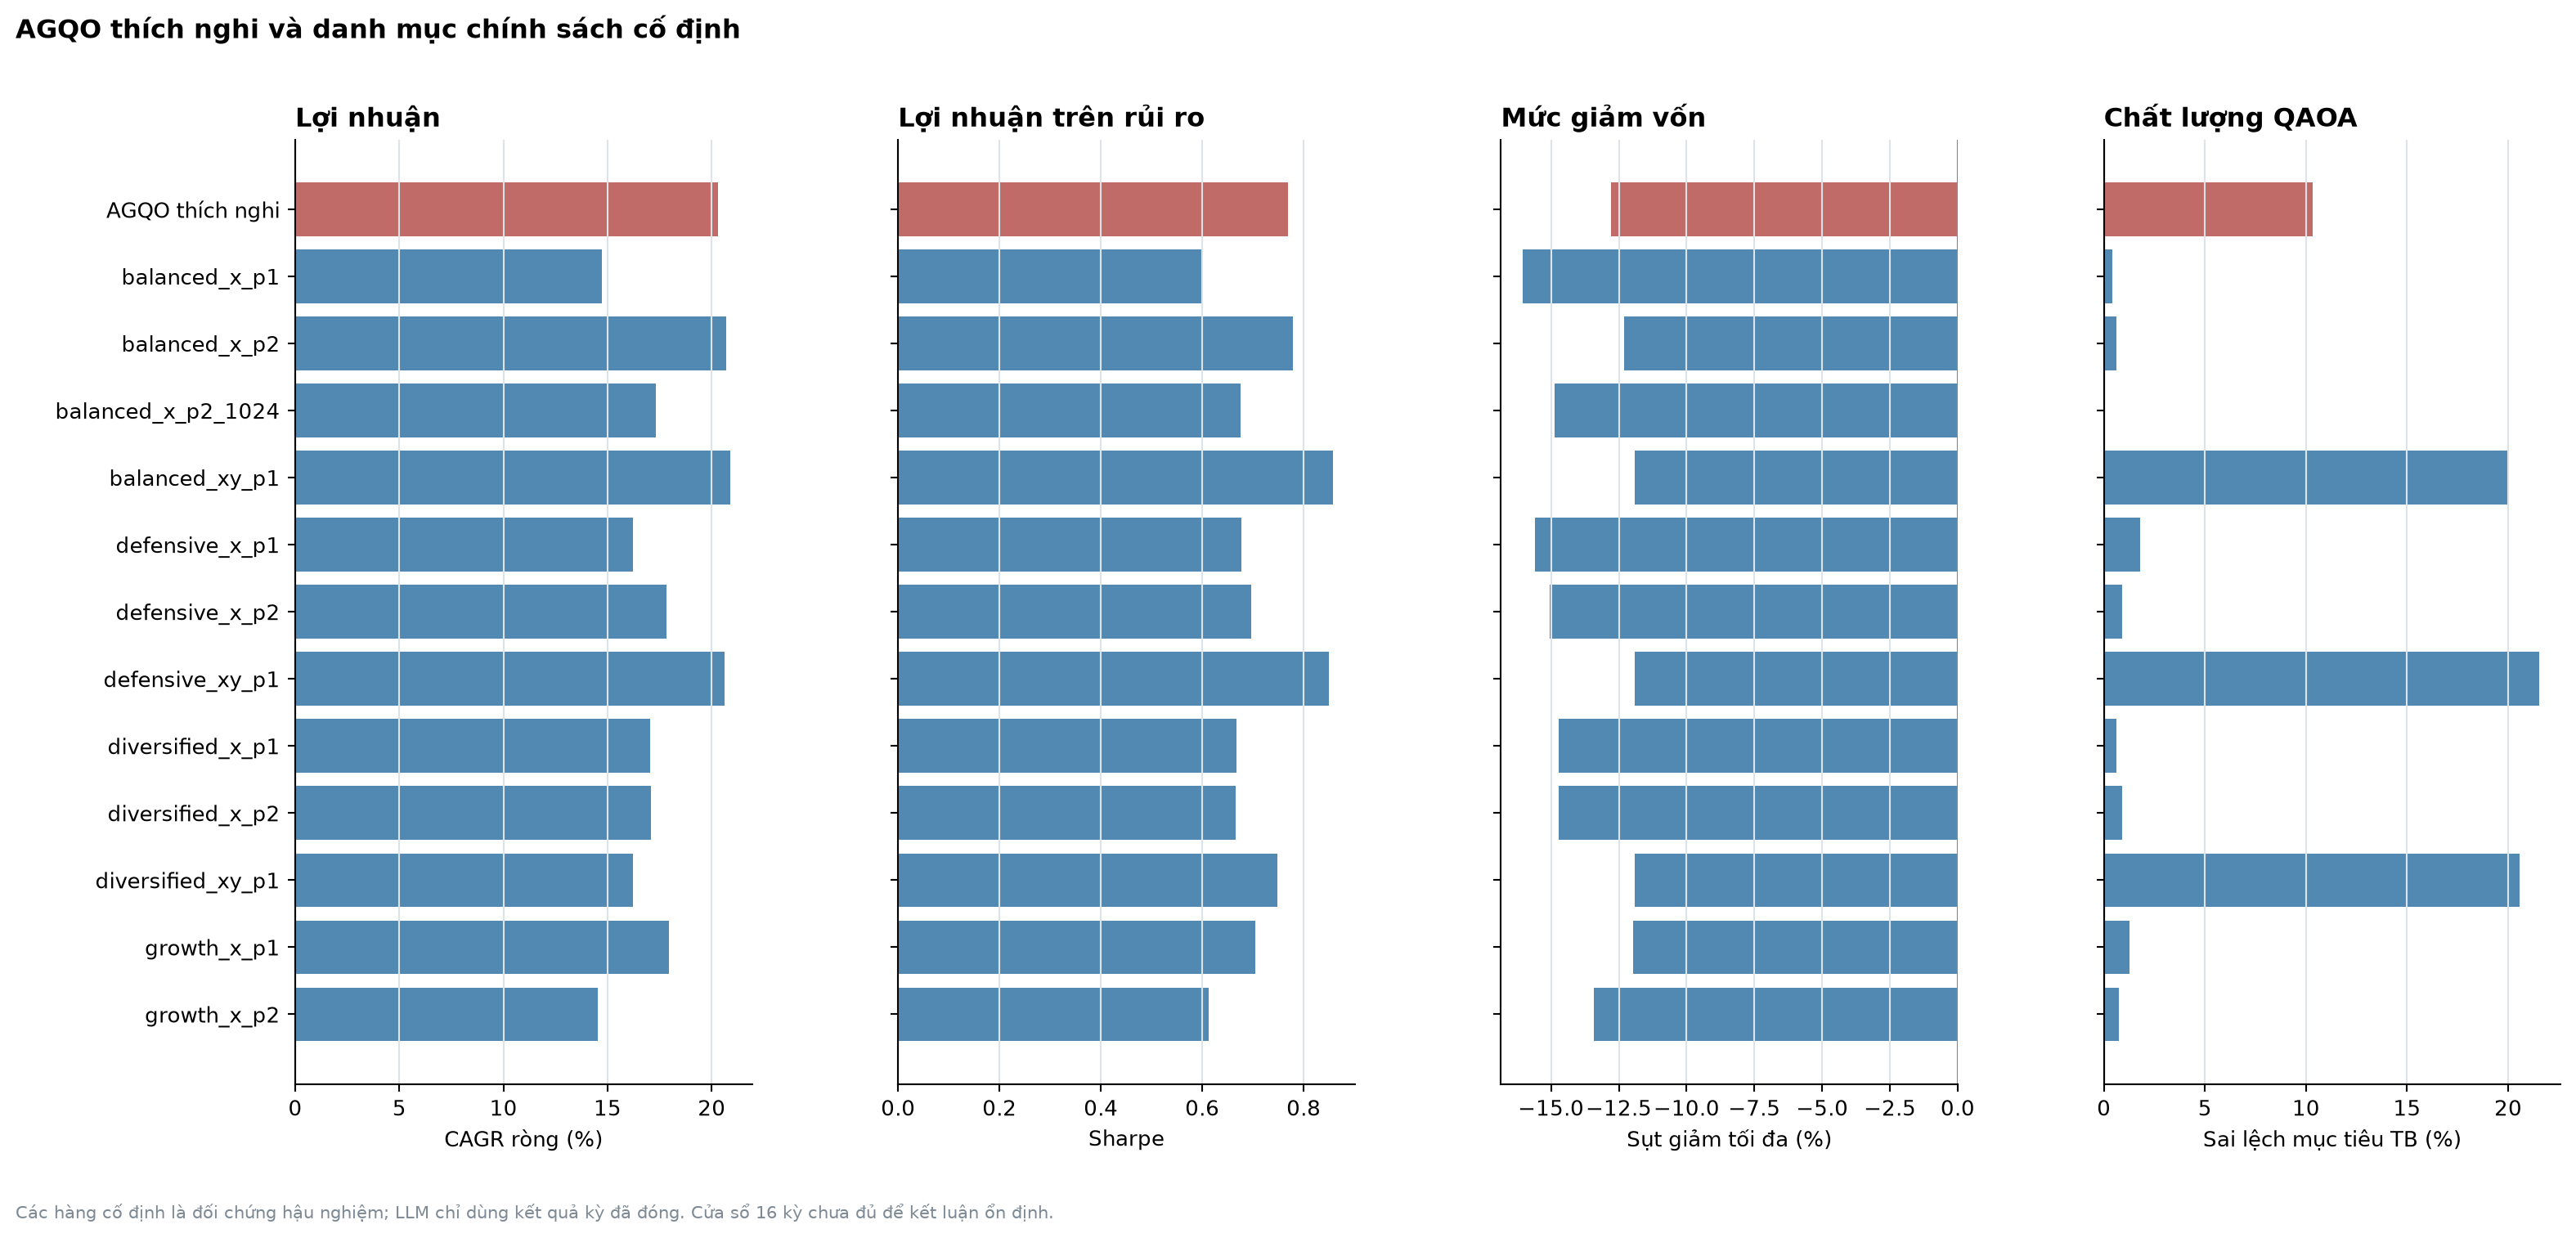 AGQO thích nghi và danh mục chính sách cố định
Lợi nhuận
Lợi nhuận trên rủi ro
Mức giảm vốn
Chất lượng QAOA
AGQO thích nghi
balanced_x_p1
balanced_x_p2
balanced_x_p2_1024
balanced_xy_p1
defensive_x_p1
defensive_x_p2
defensive_xy_p1
diversified_x_p1
diversified_x_p2
diversified_xy_p1
growth_x_p1
growth_x_p2
0 5 10 15 20
CAGR ròng (%)
0.0 0.2 0.4 0.6 0.8
Sharpe
−15.0 −12.5 −10.0 −7.5 −5.0 −2.5 0.0
Sụt giảm tối đa (%)
0 5 10 15 20
Sai lệch mục tiêu TB (%)
Các hàng cố định là đối chứng hậu nghiệm; LLM chỉ dùng kết quả kỳ đã đóng. Cửa sổ 16 kỳ chưa đủ để kết luận ổn định.